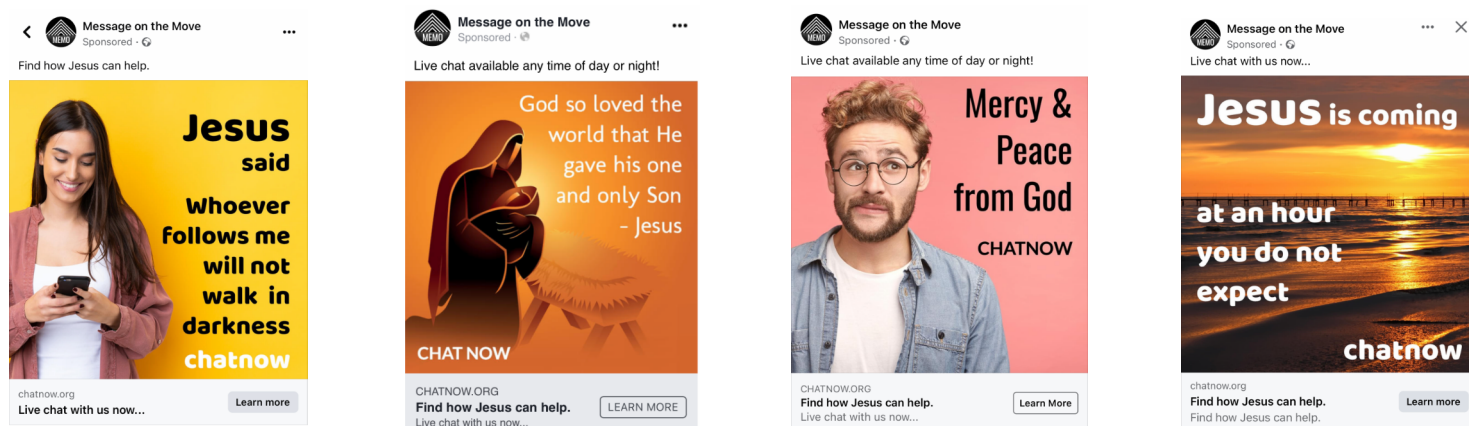 Message on the Move
Sponsored ·
MEMO
Find how Jesus can help.
Jesus
said
Whoever
follows me
will not
walk in
darkness
chatnow
chatnow.org
Live chat with us now...
Learn more
Message on the Move
Sponsored ·
MEMO
Live chat available any time of day or night!
God so loved the
world that He
gave his one
and only Son
- Jesus
CHAT NOW
CHATNOW.ORG
Find how Jesus can help.
LEARN MORE
Live chat with us now...
Message on the Move
Sponsored ·
MEMO
Live chat available any time of day or night!
Mercy &
Peace
from God
CHATNOW
CHATNOW.ORG
Find how Jesus can help.
Learn More
Live chat with us now...
Message on the Move
Sponsored ·
MEMO
Live chat with us now...
Jesus is coming
at an hour
you do not
expect
chatnow
chatnow.org
Find how Jesus can help.
Learn more
Find how Jesus can help.